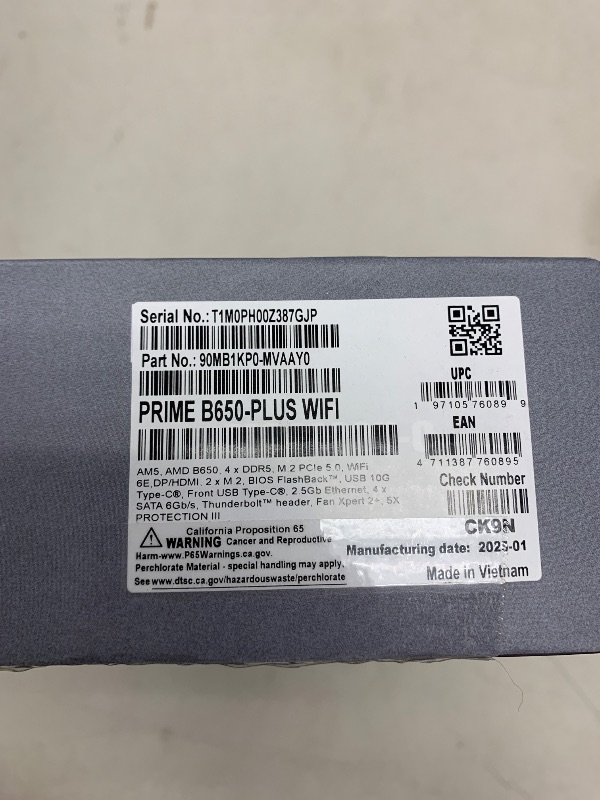 Serial No.: T1M0PH00Z387GJP
Part No.: 90MB1KP0-MVAAY0
PRIME B650-PLUS WIFI
AM5, AMD B650, 4 x DDR5, M.2 PCIe 5.0, WiFi
6E,DP/HDMI, 2 x M.2, BIOS FlashBack™, USB 10G
Type-C®, Front USB Type-C®, 2.5Gb Ethernet, 4 x
SATA 6Gb/s, Thunderbolt™ header, Fan Xpert 2+, 5X
PROTECTION III
California Proposition 65
WARNING Cancer and Reproductive
Harm-www.P65Warnings.ca.gov.
Perchlorate Material - special handling may apply.
See www.dtsc.ca.gov/hazardouswaste/perchlorate
UPC
1 97105 76089 9
EAN
4 711387 760895
Check Number
CK9N
Manufacturing date: 2025-01
Made in Vietnam